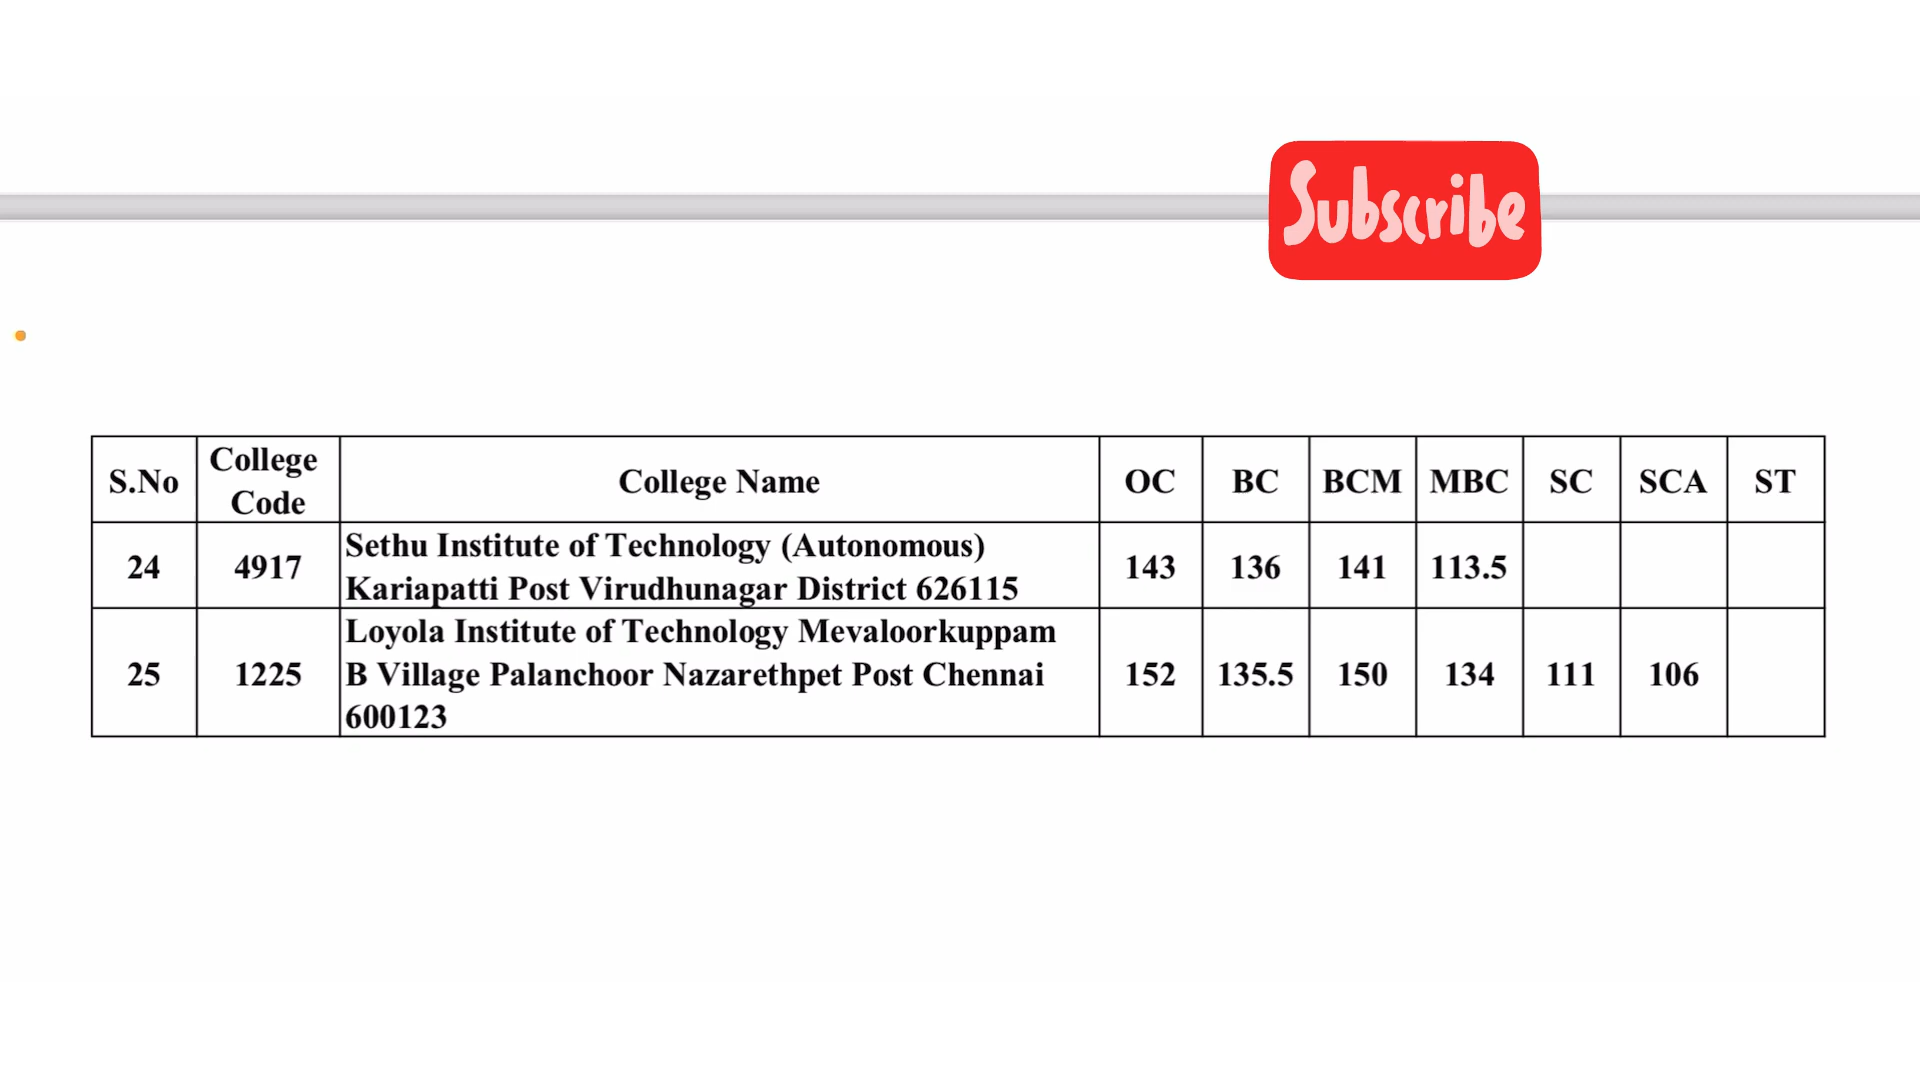 Subscribe
S.No College Code College Name OC BC BCM MBC SC SCA ST
24 4917 Sethu Institute of Technology (Autonomous) 143 136 141 113.5
Kariapatti Post Virudhunagar District 626115
25 1225 Loyola Institute of Technology Mevaloorkuppam 152 135.5 150 134 111 106
B Village Palanchoor Nazarethpet Post Chennai
600123